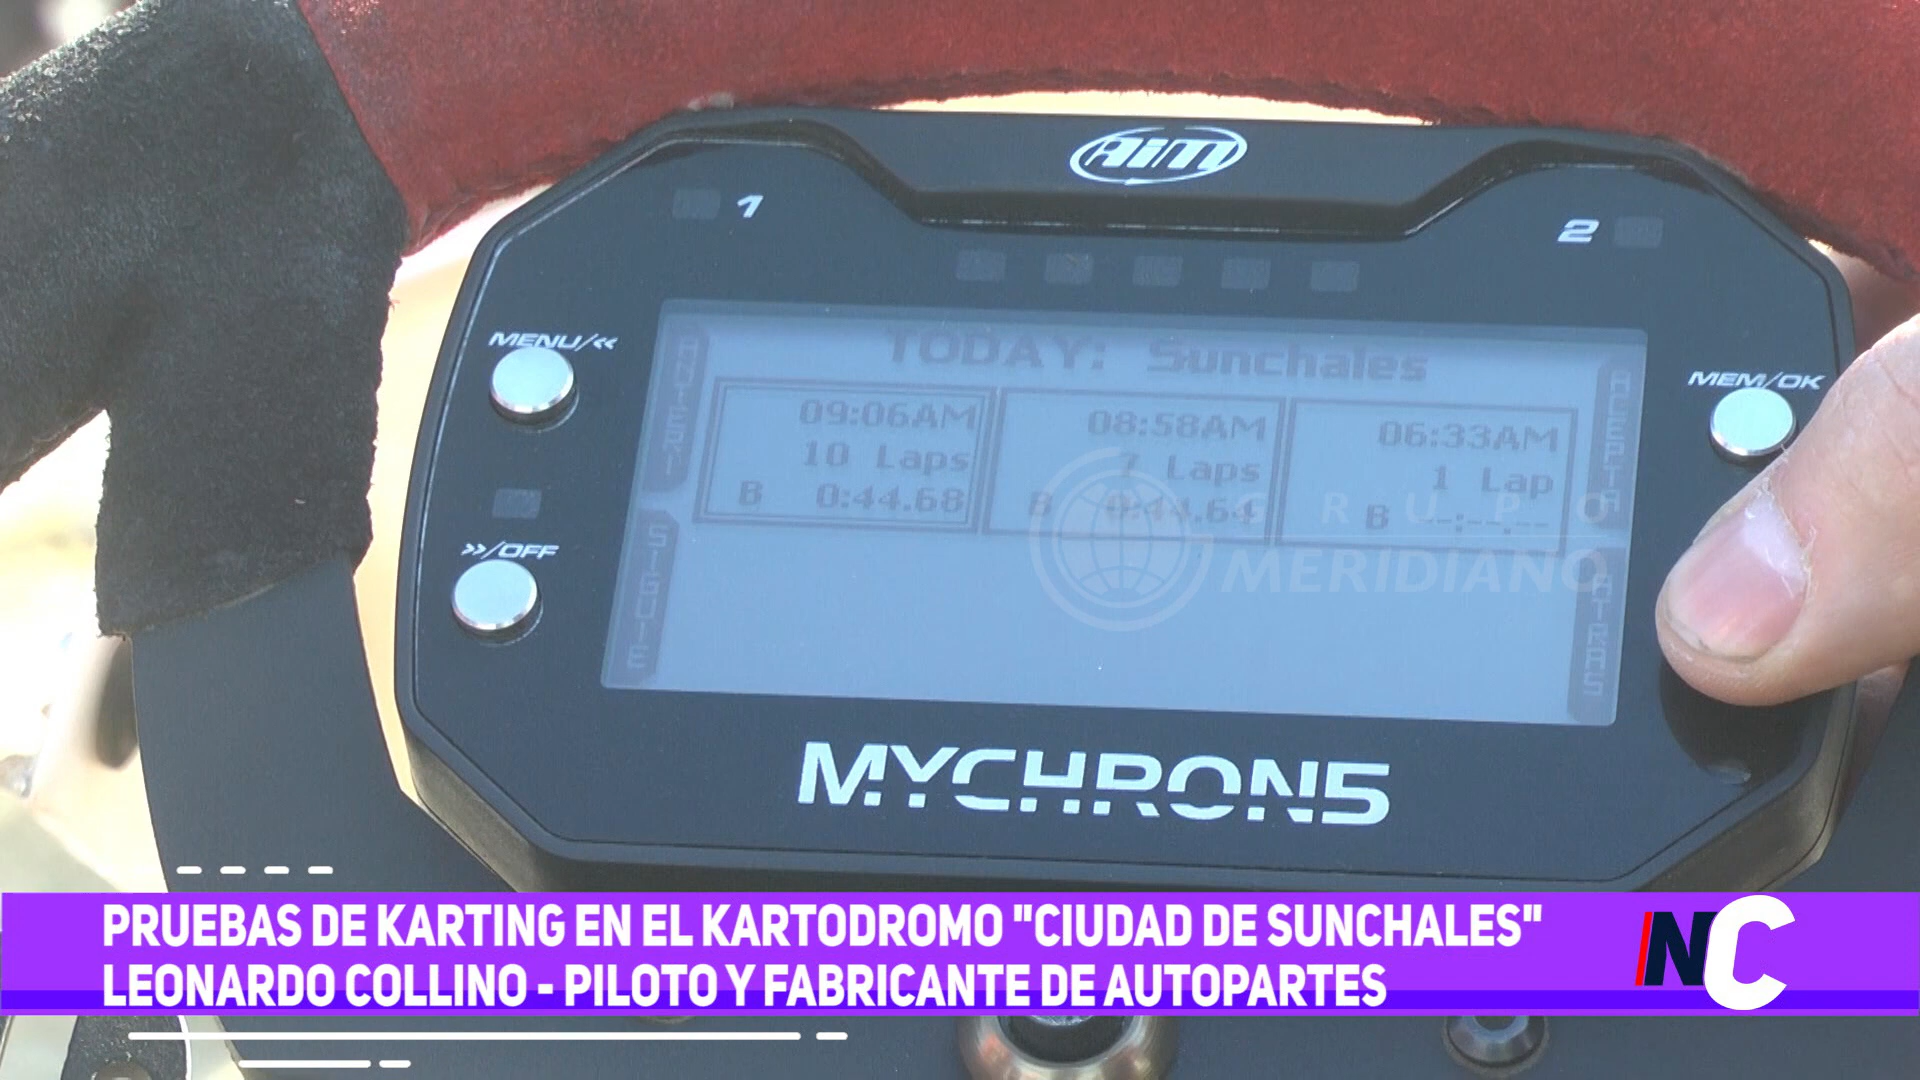 AiM
1
2
MENU/<<
MEM/OK
>>/OFF
TODAY: Sunchales
09:06AM
10 Laps
B 0:44.68
08:58AM
7 Laps
B 0:44.64
06:33AM
1 Lap
B --:--.--
SIGUIE
ATRAS
GRUPO
MERIDIANO
MYCHRON5
PRUEBAS DE KARTING EN EL KARTODROMO "CIUDAD DE SUNCHALES"
LEONARDO COLLINO - PILOTO Y FABRICANTE DE AUTOPARTES
NC